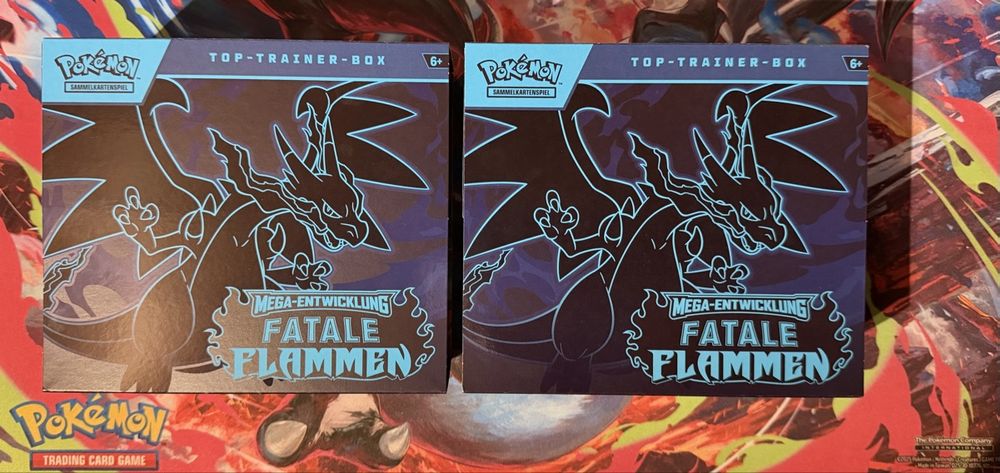 Pokémon
SAMMELKARTENSPIEL
TOP-TRAINER-BOX
6+
MEGA-ENTWICKLUNG
FATALE
FLAMMEN
Pokémon
SAMMELKARTENSPIEL
TOP-TRAINER-BOX
6+
MEGA-ENTWICKLUNG
FATALE
FLAMMEN
Pokémon
TRADING CARD GAME
The Pokémon Company
INTERNATIONAL